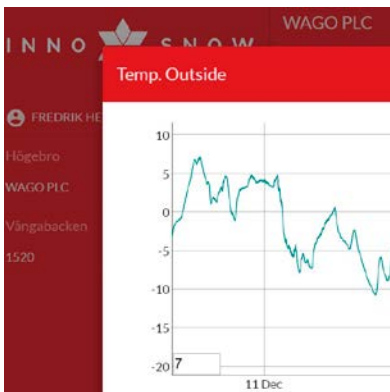 WAGO PLC
INNO SNOW
Temp. Outside
FREDRIK HE
Högebro
WAGO PLC
Vångabacken
1520
10
5
0
-5
-10
-15
-20
7
11 Dec